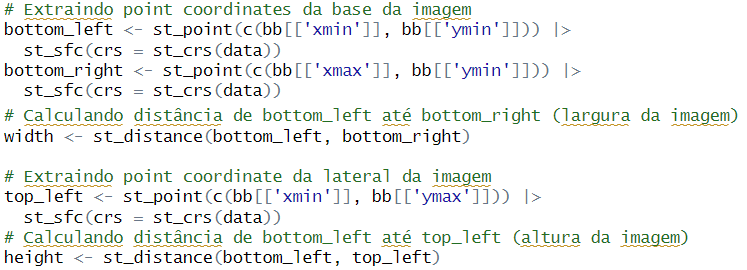 # Extraindo point coordinates da base da imagem
bottom_left <- st_point(c(bb[['xmin']], bb[['ymin']])) |>
  st_sfc(crs = st_crs(data))
bottom_right <- st_point(c(bb[['xmax']], bb[['ymin']])) |>
  st_sfc(crs = st_crs(data))
# Calculando distância de bottom_left até bottom_right (largura da imagem)
width <- st_distance(bottom_left, bottom_right)
# Extraindo point coordinate da lateral da imagem
top_left <- st_point(c(bb[['xmin']], bb[['ymax']])) |>
  st_sfc(crs = st_crs(data))
# Calculando distância de bottom_left até top_left (altura da imagem)
height <- st_distance(bottom_left, top_left)